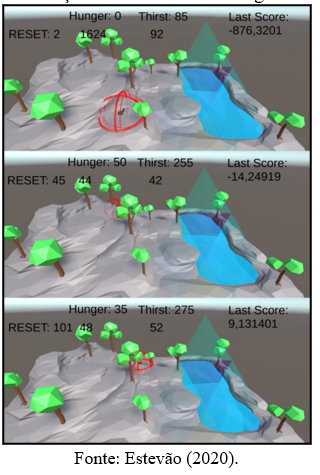 Hunger: 0 Thirst: 85 Last Score:
RESET: 2 1624 92 -876,3201
Hunger: 50 Thirst: 255 Last Score:
RESET: 45 44 42 -14,24919
Hunger: 35 Thirst: 275 Last Score:
RESET: 101 48 52 9,131401
Fonte: Estevão (2020).